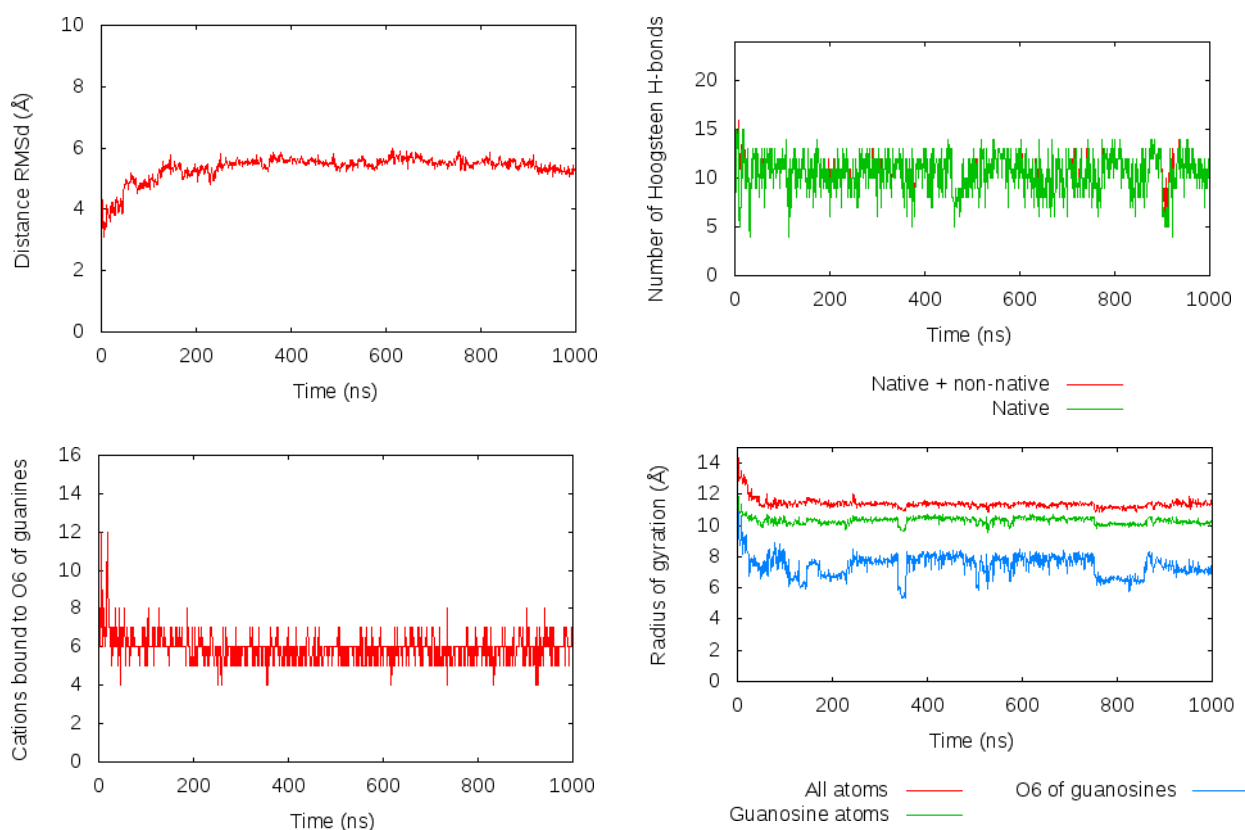 Distance RMSd (Å)
10
8
6
4
2
0
0 200 400 600 800 1000
Time (ns)
Number of Hoogsteen H-bonds
20
15
10
5
0
0 200 400 600 800 1000
Time (ns)
Native + non-native
Native
Cations bound to O6 of guanines
16
14
12
10
8
6
4
2
0
0 200 400 600 800 1000
Time (ns)
Radius of gyration (Å)
14
12
10
8
6
4
2
0
0 200 400 600 800 1000
Time (ns)
All atoms O6 of guanosines
Guanosine atoms